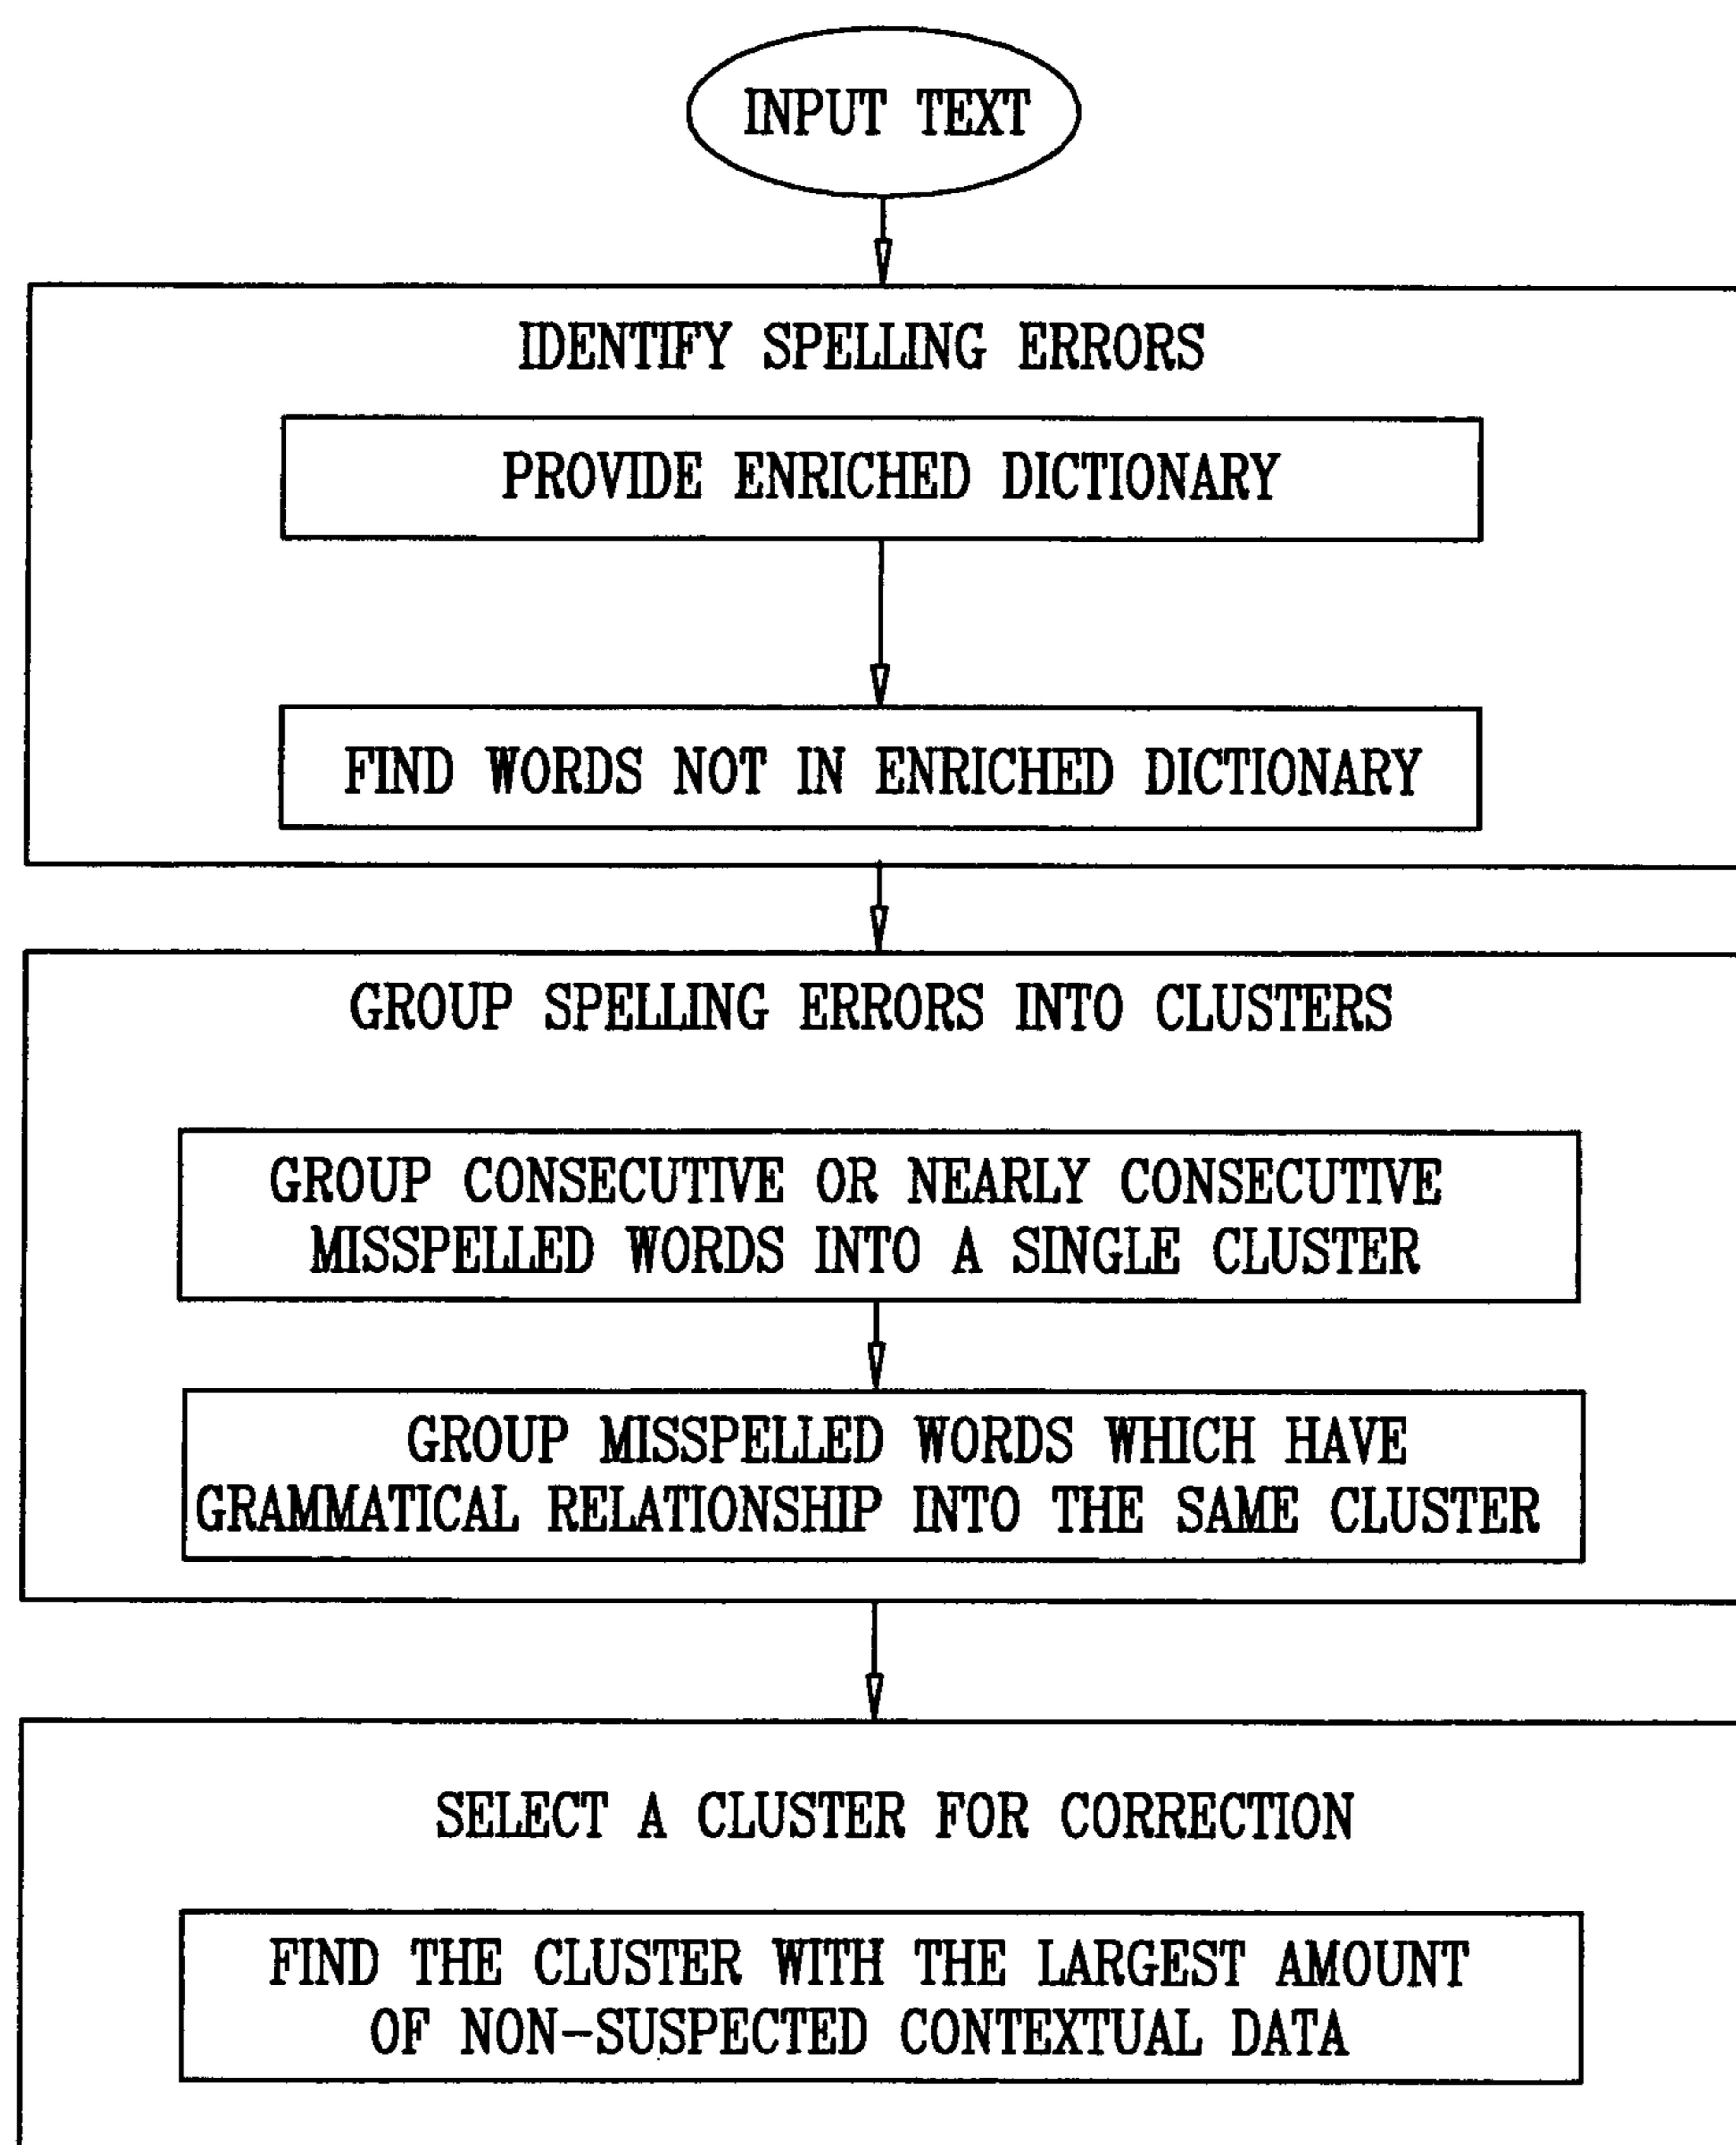 INPUT TEXT
IDENTIFY SPELLING ERRORS
PROVIDE ENRICHED DICTIONARY
FIND WORDS NOT IN ENRICHED DICTIONARY
GROUP SPELLING ERRORS INTO CLUSTERS
GROUP CONSECUTIVE OR NEARLY CONSECUTIVE
MISSPELLED WORDS INTO A SINGLE CLUSTER
GROUP MISSPELLED WORDS WHICH HAVE
GRAMMATICAL RELATIONSHIP INTO THE SAME CLUSTER
SELECT A CLUSTER FOR CORRECTION
FIND THE CLUSTER WITH THE LARGEST AMOUNT
OF NON-SUSPECTED CONTEXTUAL DATA